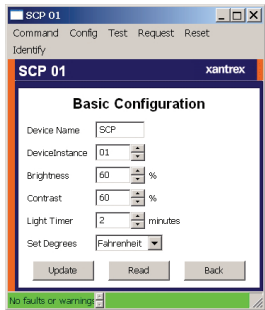 SCP 01
Command Config Test Request Reset
Identify
SCP 01 xantrex
Basic Configuration
Device Name SCP
DeviceInstance 01
Brightness 60 %
Contrast 60 %
Light Timer 2 minutes
Set Degrees Fahrenheit
Update Read Back
No faults or warnings